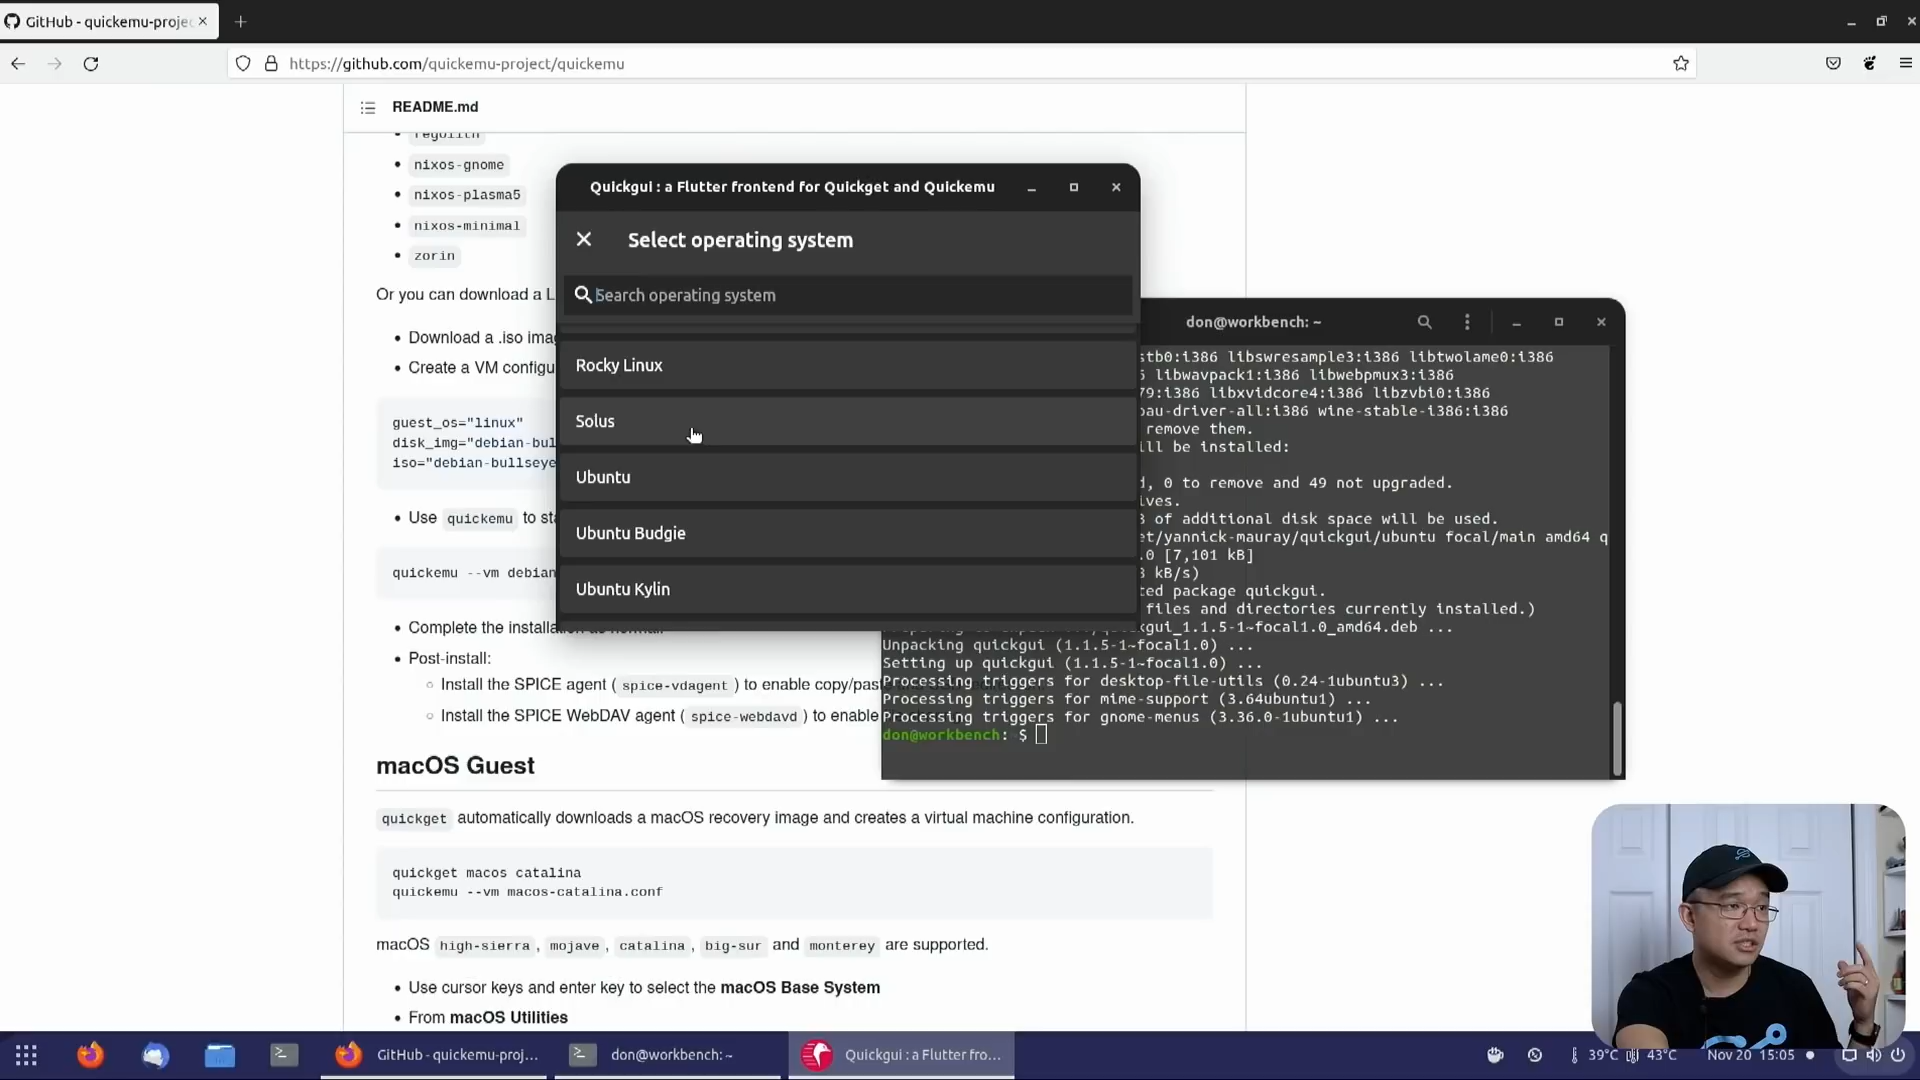 GitHub - quickemu-proje
https://github.com/quickemu-project/quickemu
README.md
regolith
nixos-gnome
nixos-plasma5
nixos-minimal
zorin
Or you can download a L
Download a .iso imag
Create a VM configu
guest_os="linux"
disk_img="debian-bul
iso="debian-bullseye
Use quickemu to sta
quickemu --vm debian
Complete the installation as normal.
Post-install:
Install the SPICE agent ( spice-vdagent ) to enable copy/paste
Install the SPICE WebDAV agent ( spice-webdavd ) to enable
macOS Guest
quickget automatically downloads a macOS recovery image and creates a virtual machine configuration.
quickget macos catalina
quickemu --vm macos-catalina.conf
macOS high-sierra , mojave , catalina , big-sur and monterey are supported.
Use cursor keys and enter key to select the macOS Base System
From macOS Utilities
Quickgui : a Flutter frontend for Quickget and Quickemu
Select operating system
Search operating system
Rocky Linux
Solus
Ubuntu
Ubuntu Budgie
Ubuntu Kylin
don@workbench: ~
stb0:i386 libswresample3:i386 libtwolame0:i386
libwavpack1:i386 libwebpmux3:i386
79:i386 libxvidcore4:i386 libzvbi0:i386
pau-driver-all:i386 wine-stable-i386:i386
remove them.
ill be installed:
d, 0 to remove and 49 not upgraded.
ives.
B of additional disk space will be used.
et/yannick-mauray/quickgui/ubuntu focal/main amd64 q
.0 [7,101 kB]
kB/s)
ted package quickgui.
files and directories currently installed.)
quickgui_1.1.5-1~focal1.0_amd64.deb ...
Unpacking quickgui (1.1.5-1~focal1.0) ...
Setting up quickgui (1.1.5-1~focal1.0) ...
Processing triggers for desktop-file-utils (0.24-1ubuntu3) ...
Processing triggers for mime-support (3.64ubuntu1) ...
Processing triggers for gnome-menus (3.36.0-1ubuntu1) ...
don@workbench:~$
GitHub - quickemu-proj...
don@workbench: ~
Quickgui : a Flutter fro...
39°C 43°C Nov 20 15:05